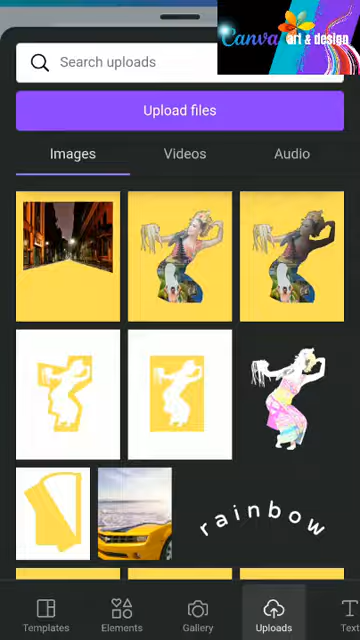 Canva art & design
Search uploads
Upload files
Images Videos Audio
rainbow
Templates Elements Gallery Uploads Text